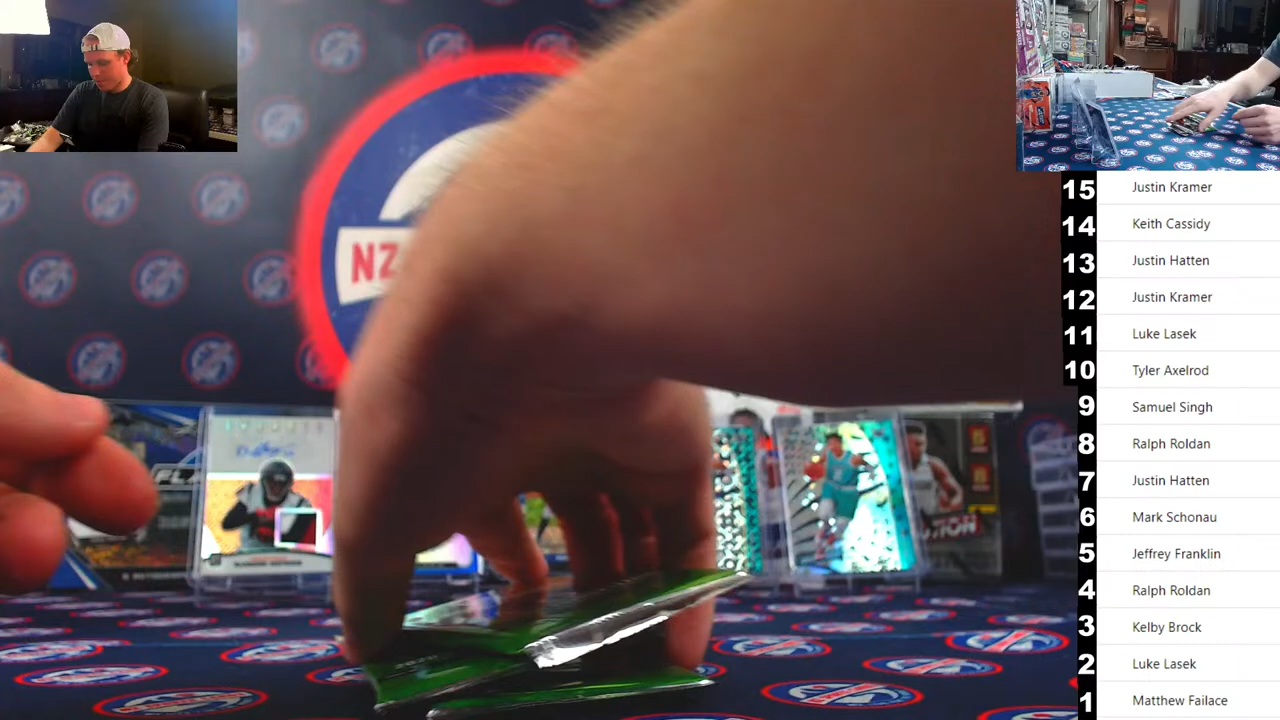 NZ
FL
15 Justin Kramer
14 Keith Cassidy
13 Justin Hatten
12 Justin Kramer
11 Luke Lasek
10 Tyler Axelrod
9 Samuel Singh
8 Ralph Roldan
7 Justin Hatten
6 Mark Schonau
5 Jeffrey Franklin
4 Ralph Roldan
3 Kelby Brock
2 Luke Lasek
1 Matthew Failace